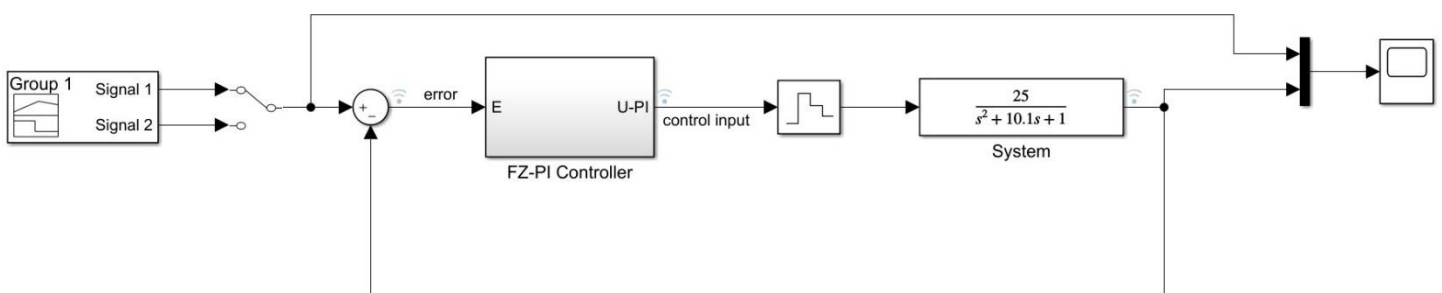 Group 1
Signal 1
Signal 2
+
−
error
E
U-PI
FZ-PI Controller
control input
25
s² + 10.1s + 1
System